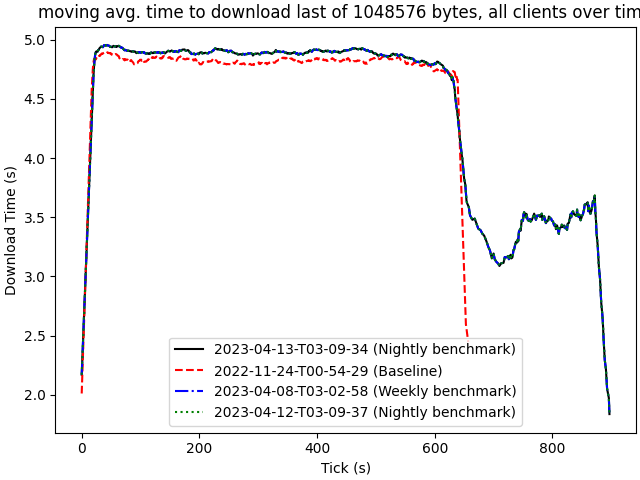 moving avg. time to download last of 1048576 bytes, all clients over tim
5.0
4.5
4.0
3.5
3.0
2.5
2.0
Download Time (s)
2023-04-13-T03-09-34 (Nightly benchmark)
2022-11-24-T00-54-29 (Baseline)
2023-04-08-T03-02-58 (Weekly benchmark)
2023-04-12-T03-09-37 (Nightly benchmark)
0 200 400 600 800
Tick (s)